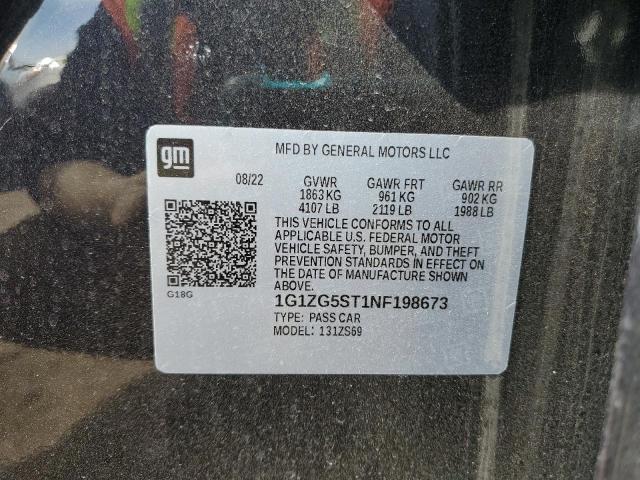 gm
MFD BY GENERAL MOTORS LLC
08/22 GVWR GAWR FRT GAWR RR
1863 KG 961 KG 902 KG
4107 LB 2119 LB 1988 LB
THIS VEHICLE CONFORMS TO ALL
APPLICABLE U.S. FEDERAL MOTOR
VEHICLE SAFETY, BUMPER, AND THEFT
PREVENTION STANDARDS IN EFFECT ON
THE DATE OF MANUFACTURE SHOWN
ABOVE.
G18G
1G1ZG5ST1NF198673
TYPE: PASS CAR
MODEL: 131ZS69